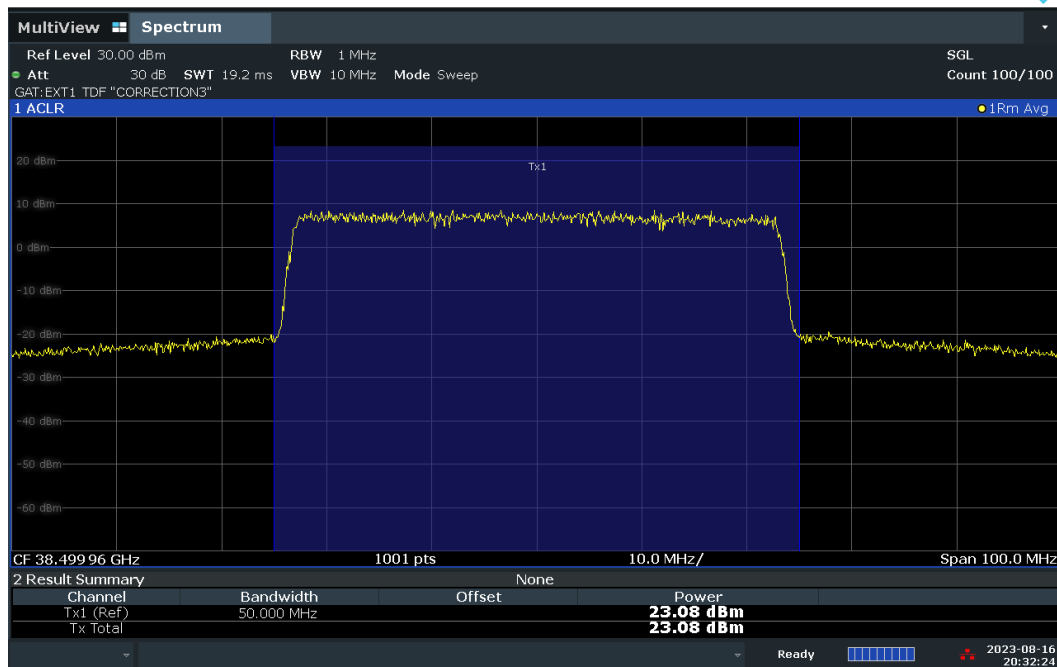 MultiView Spectrum
Ref Level 30.00 dBm RBW 1 MHz SGL
Att 30 dB SWT 19.2 ms VBW 10 MHz Mode Sweep Count 100/100
GAT:EXT1 TDF "CORRECTION3"
1 ACLR 1Rm Avg
Tx1
20 dBm
10 dBm
0 dBm
-10 dBm
-20 dBm
-30 dBm
-40 dBm
-50 dBm
-60 dBm
CF 38.49996 GHz 1001 pts 10.0 MHz/ Span 100.0 MHz
2 Result Summary None
Channel Bandwidth Offset Power
Tx1 (Ref) 50.000 MHz 23.08 dBm
Tx Total 23.08 dBm
Ready 2023-08-16
20:32:24